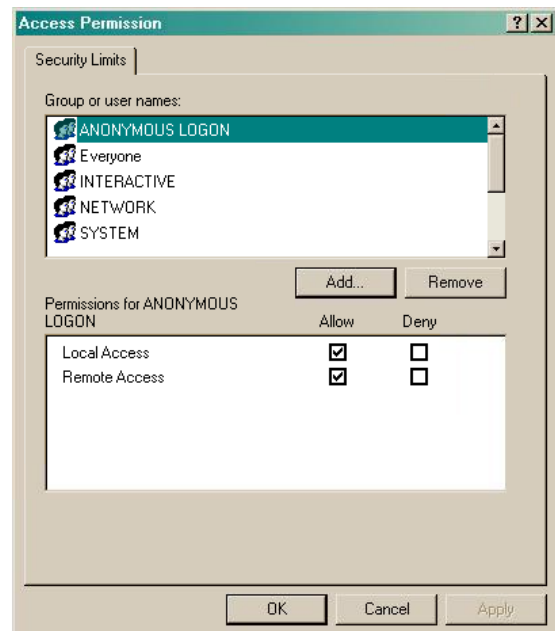 Access Permission
Security Limits
Group or user names:
ANONYMOUS LOGON
Everyone
INTERACTIVE
NETWORK
SYSTEM
Add... Remove
Permissions for ANONYMOUS
LOGON Allow Deny
Local Access
Remote Access
OK Cancel Apply